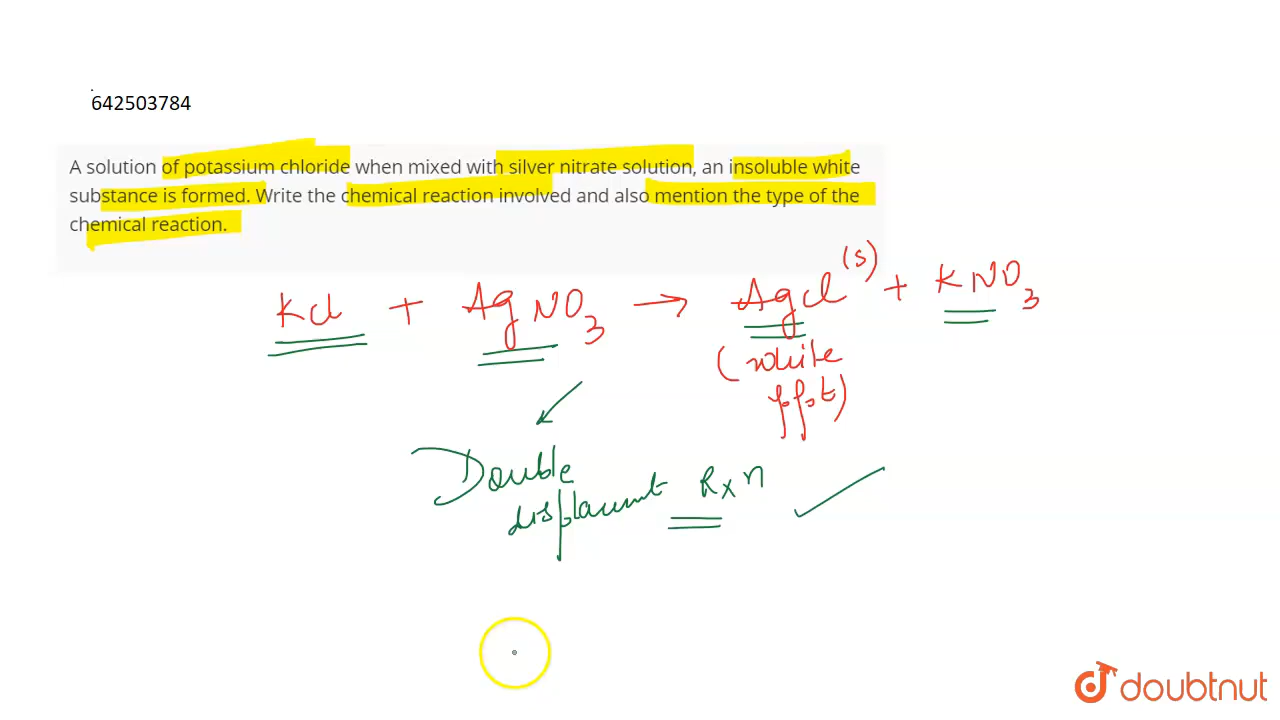 642503784
A solution of potassium chloride when mixed with silver nitrate solution, an insoluble white
substance is formed. Write the chemical reaction involved and also mention the type of the
chemical reaction.
KCl + AgNO3 → AgCl(s) + KNO3
(white
ppt)
Double
displacment Rxn
doubtnut